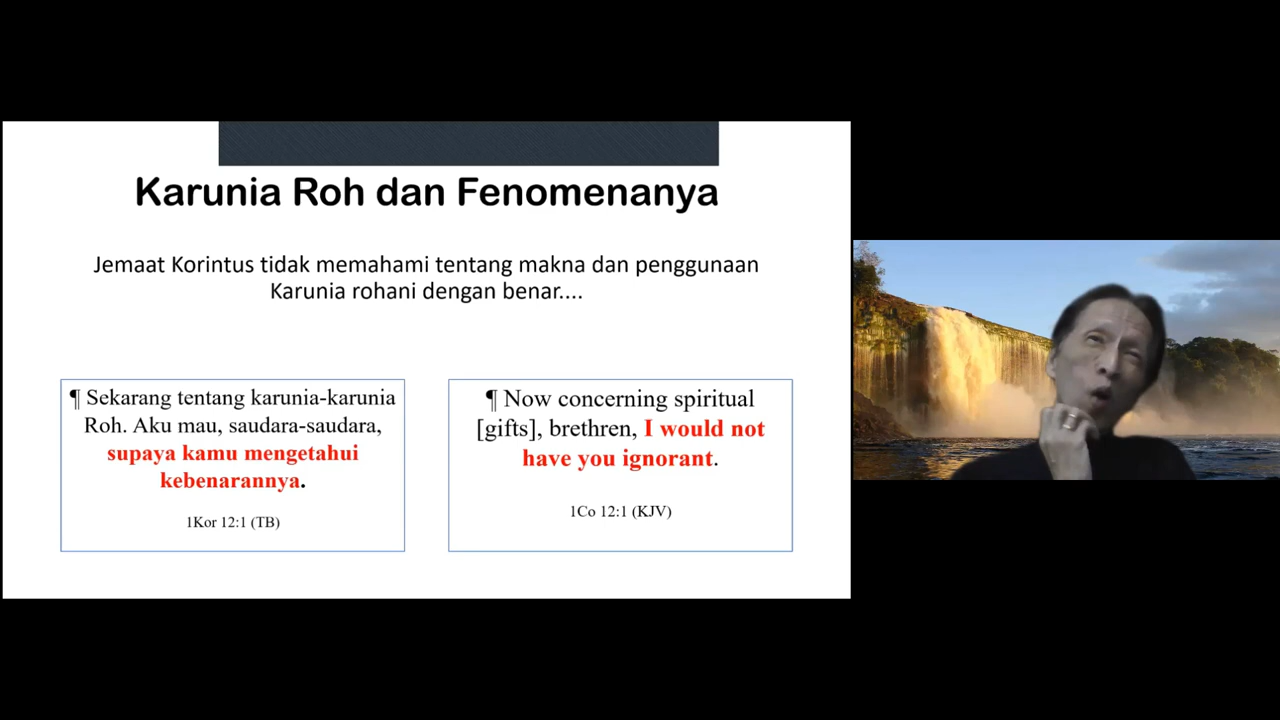 Karunia Roh dan Fenomenanya
Jemaat Korintus tidak memahami tentang makna dan penggunaan
Karunia rohani dengan benar....
¶ Sekarang tentang karunia-karunia
Roh. Aku mau, saudara-saudara,
supaya kamu mengetahui
kebenarannya.
1Kor 12:1 (TB)
¶ Now concerning spiritual
[gifts], brethren, I would not
have you ignorant.
1Co 12:1 (KJV)